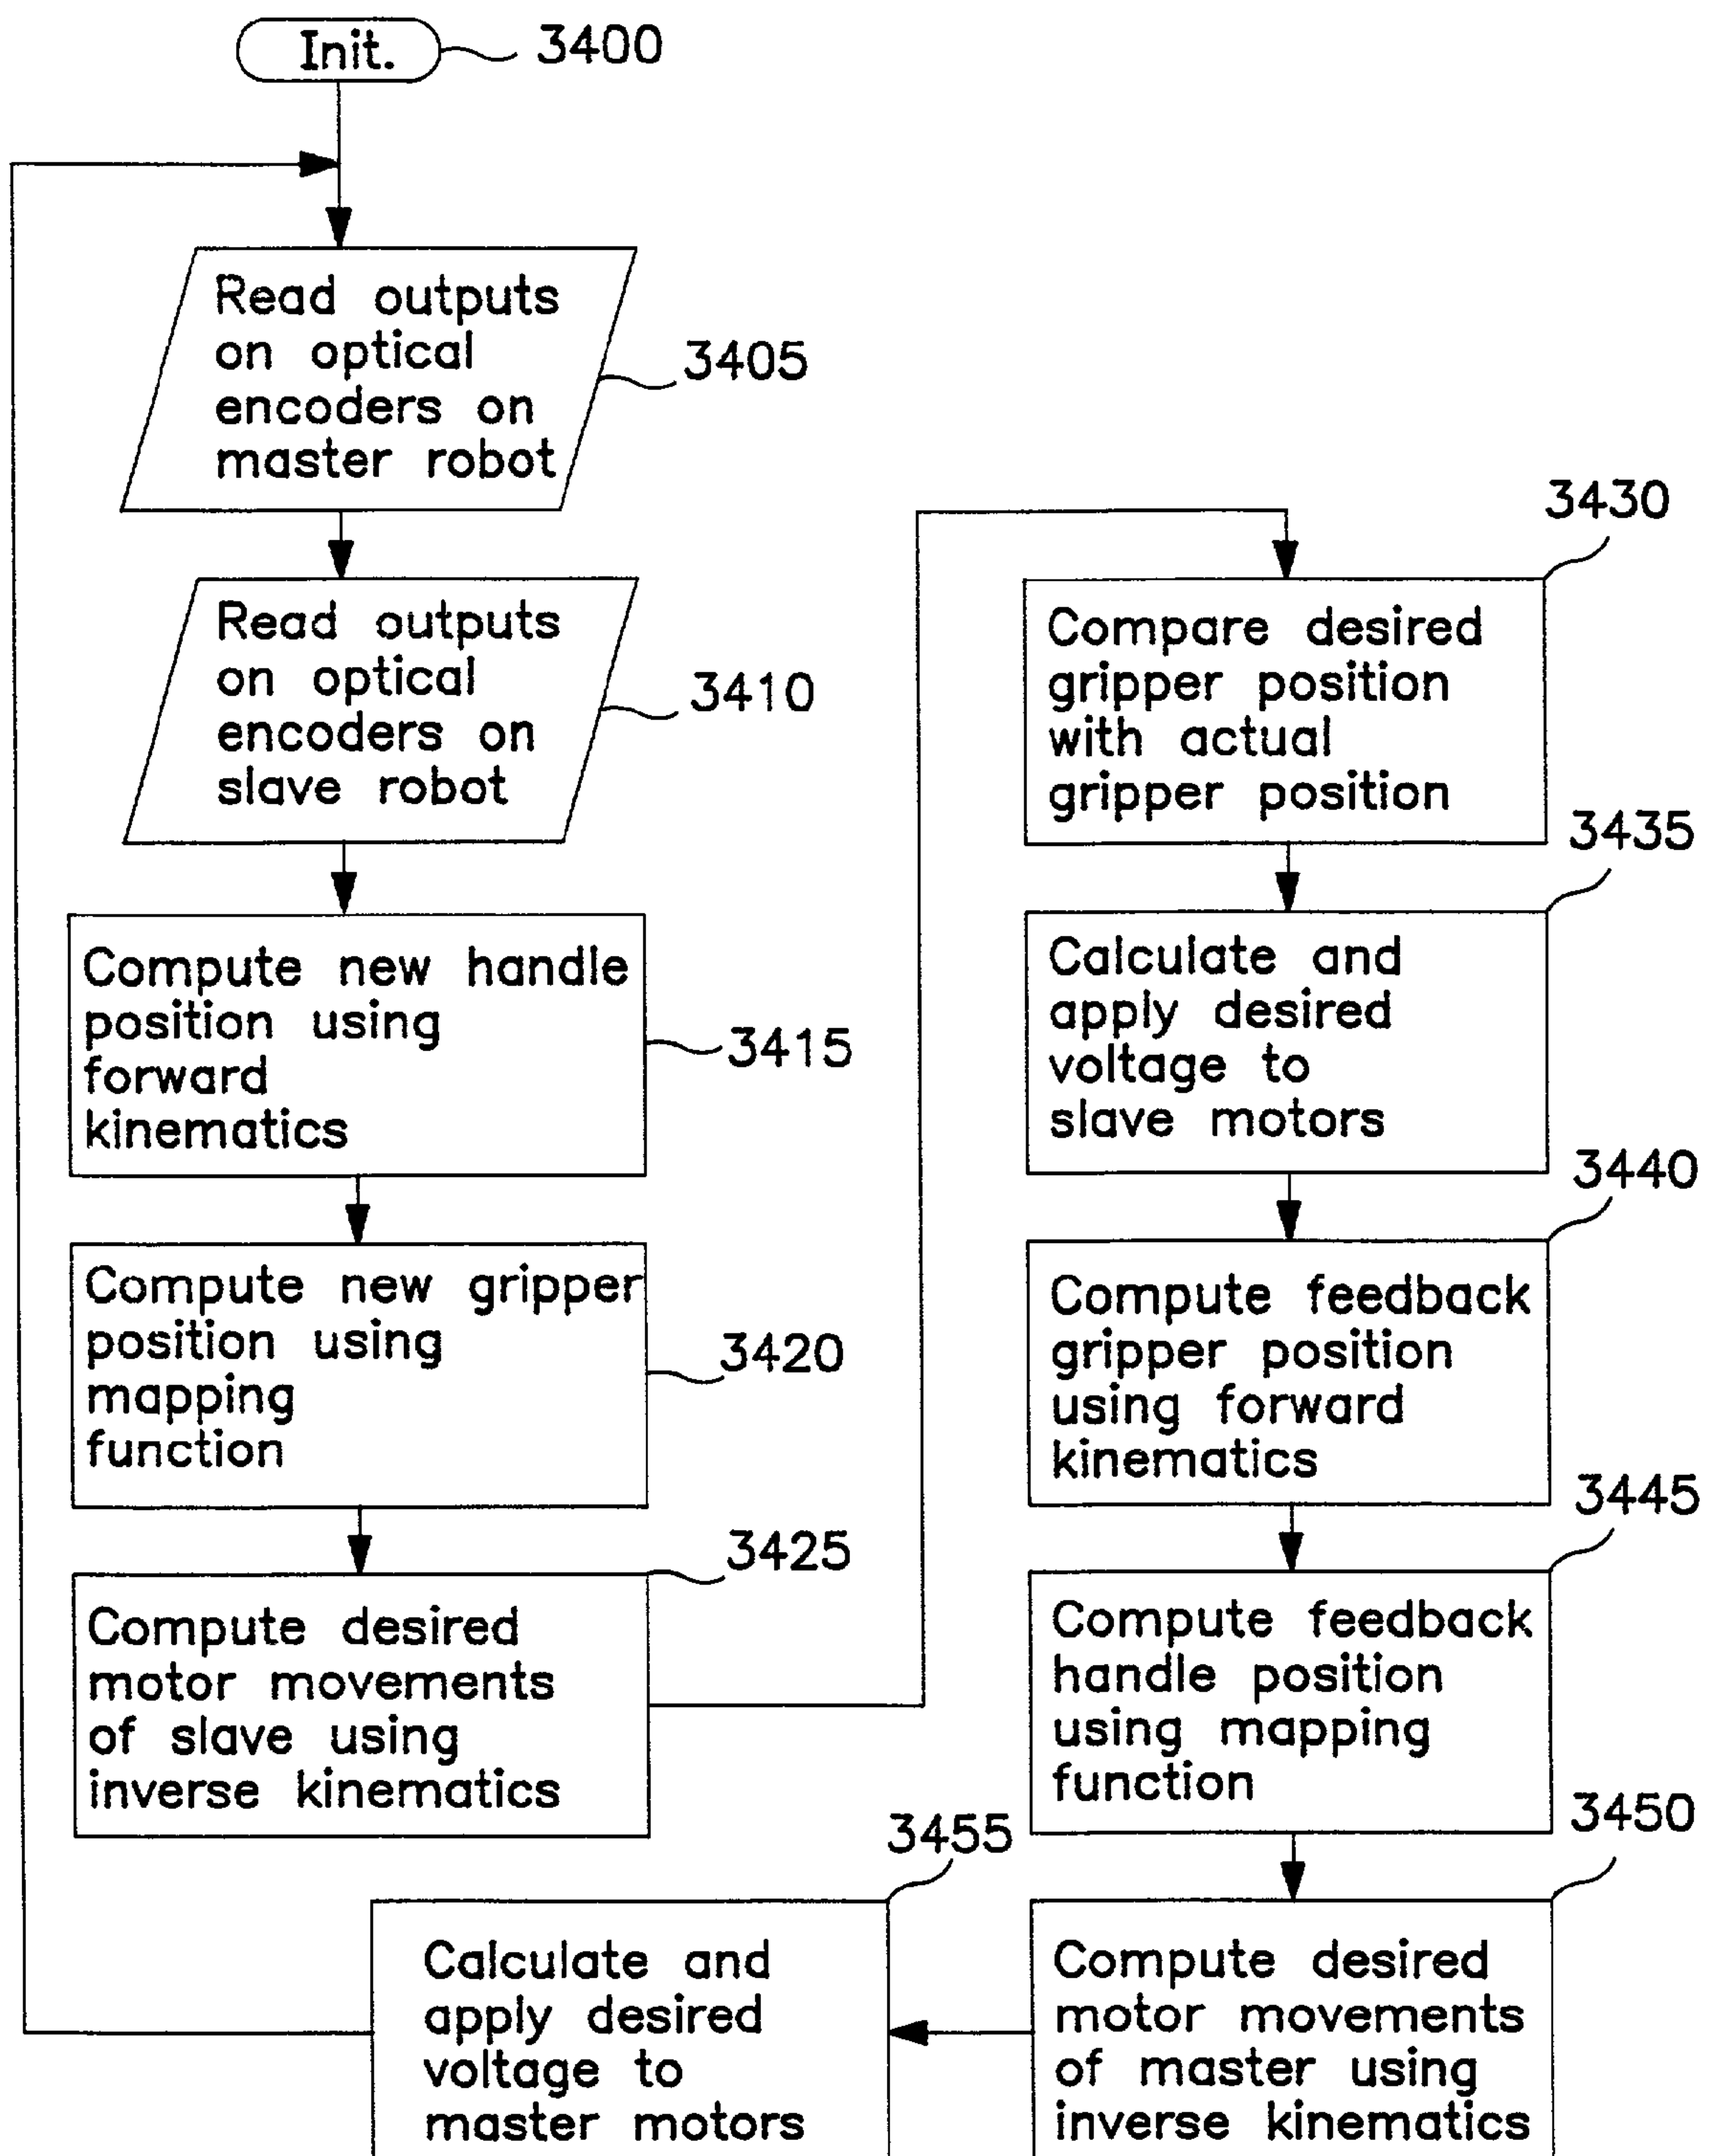 Init.
3400
Read outputs
on optical
encoders on
master robot
3405
Read outputs
on optical
encoders on
slave robot
3410
Compute new handle
position using
forward
kinematics
3415
Compute new gripper
position using
mapping
function
3420
Compute desired
motor movements
of slave using
inverse kinematics
3425
Compare desired
gripper position
with actual
gripper position
3430
Calculate and
apply desired
voltage to
slave motors
3435
Compute feedback
gripper position
using forward
kinematics
3440
Compute feedback
handle position
using mapping
function
3445
Compute desired
motor movements
of master using
inverse kinematics
3450
Calculate and
apply desired
voltage to
master motors
3455